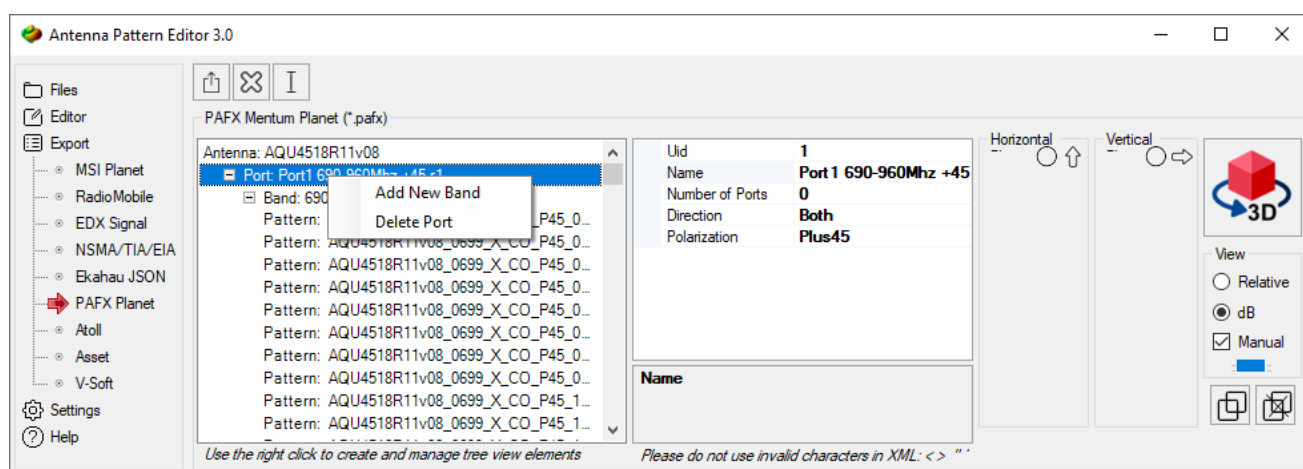 Antenna Pattern Editor 3.0
Files
Editor
Export
MSI Planet
RadioMobile
EDX Signal
NSMA/TIA/EIA
Ekahau JSON
PAFX Planet
Atoll
Asset
V-Soft
Settings
Help
PAFX Mentum Planet (*.pafx)
Antenna: AQU4518R11v08
Port: Port1 690-960Mhz +45 r1
Band: 690
Add New Band
Delete Port
Pattern: _P45_0...
Pattern: AQU4518R11v08_0699_X_CO_P45_0...
Pattern: AQU4518R11v08_0699_X_CO_P45_0...
Pattern: AQU4518R11v08_0699_X_CO_P45_0...
Pattern: AQU4518R11v08_0699_X_CO_P45_0...
Pattern: AQU4518R11v08_0699_X_CO_P45_0...
Pattern: AQU4518R11v08_0699_X_CO_P45_0...
Pattern: AQU4518R11v08_0699_X_CO_P45_0...
Pattern: AQU4518R11v08_0699_X_CO_P45_1...
Pattern: AQU4518R11v08_0699_X_CO_P45_1...
Use the right click to create and manage tree view elements
Uid 1
Name Port1 690-960Mhz +45
Number of Ports 0
Direction Both
Polarization Plus45
Name
Please do not use invalid characters in XML: < > " '
Horizontal
Vertical
3D
View
Relative
dB
Manual